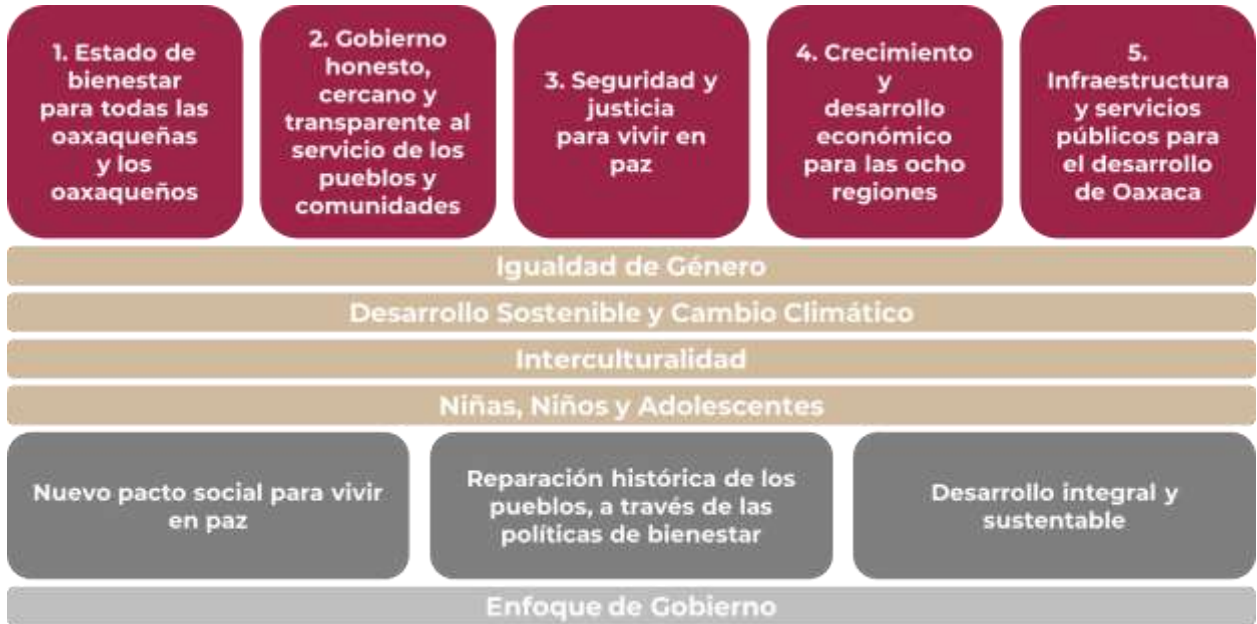 1. Estado de
bienestar
para todas las
oaxaqueñas
y los
oaxaqueños
2. Gobierno
honesto,
cercano y
transparente al
servicio de los
pueblos y
comunidades
3. Seguridad y
justicia
para vivir en
paz
4. Crecimiento
y
desarrollo
económico
para las ocho
regiones
5.
Infraestructura
y servicios
públicos para
el desarrollo
de Oaxaca
Igualdad de Género
Desarrollo Sostenible y Cambio Climático
Interculturalidad
Niñas, Niños y Adolescentes
Nuevo pacto social para vivir
en paz
Reparación histórica de los
pueblos, a través de las
políticas de bienestar
Desarrollo integral y
sustentable
Enfoque de Gobierno